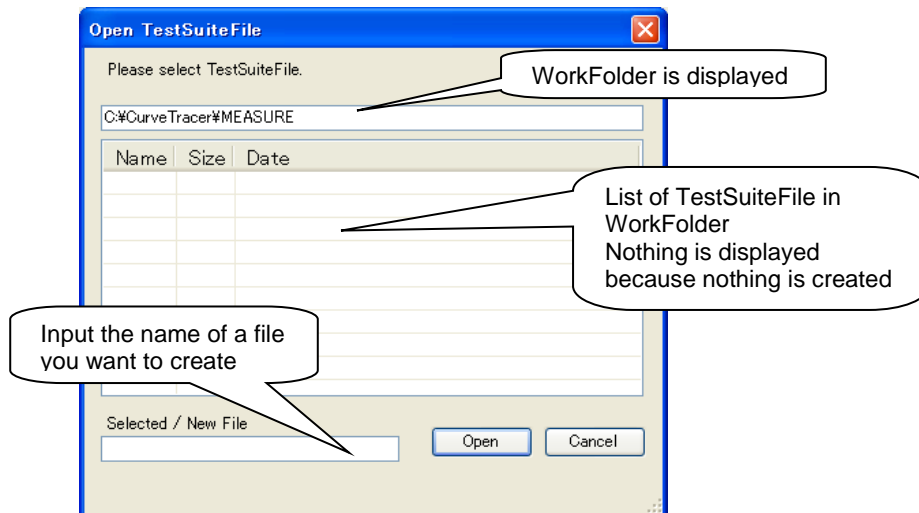 Open TestSuiteFile
Please select TestSuiteFile.
WorkFolder is displayed
C:¥CurveTracer¥MEASURE
Name Size Date
List of TestSuiteFile in
WorkFolder
Nothing is displayed
because nothing is created
Input the name of a file
you want to create
Selected / New File
Open Cancel